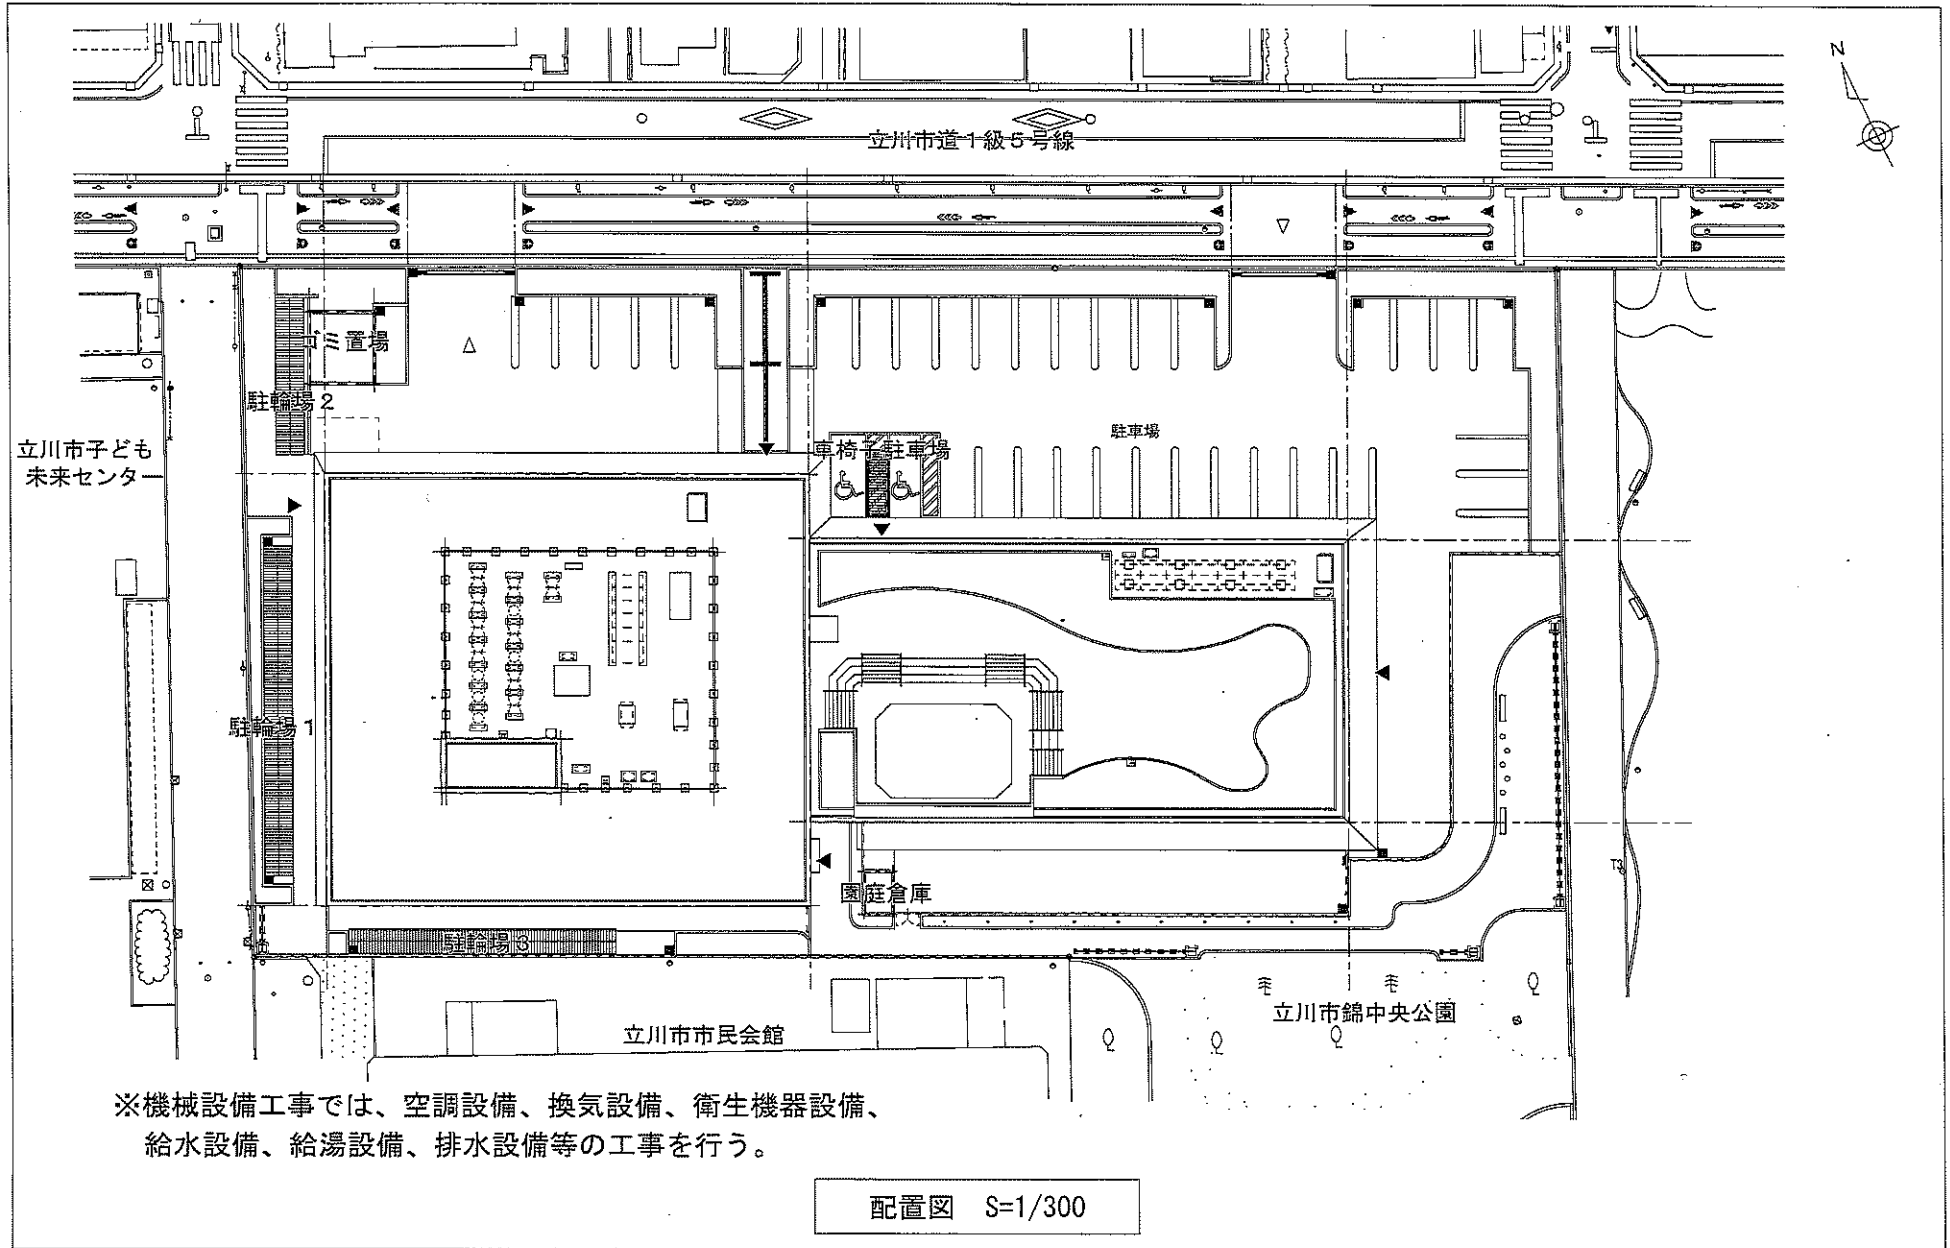 N
立川市道1級5号線
ゴミ置場
駐輪場2
立川市子ども
未来センター
車椅子駐車場
駐車場
駐輪場1
園庭倉庫
駐輪場3
T3
立川市錦中央公園
立川市市民会館
※機械設備工事では、空調設備、換気設備、衛生機器設備、
給水設備、給湯設備、排水設備等の工事を行う。
配置図 S=1/300